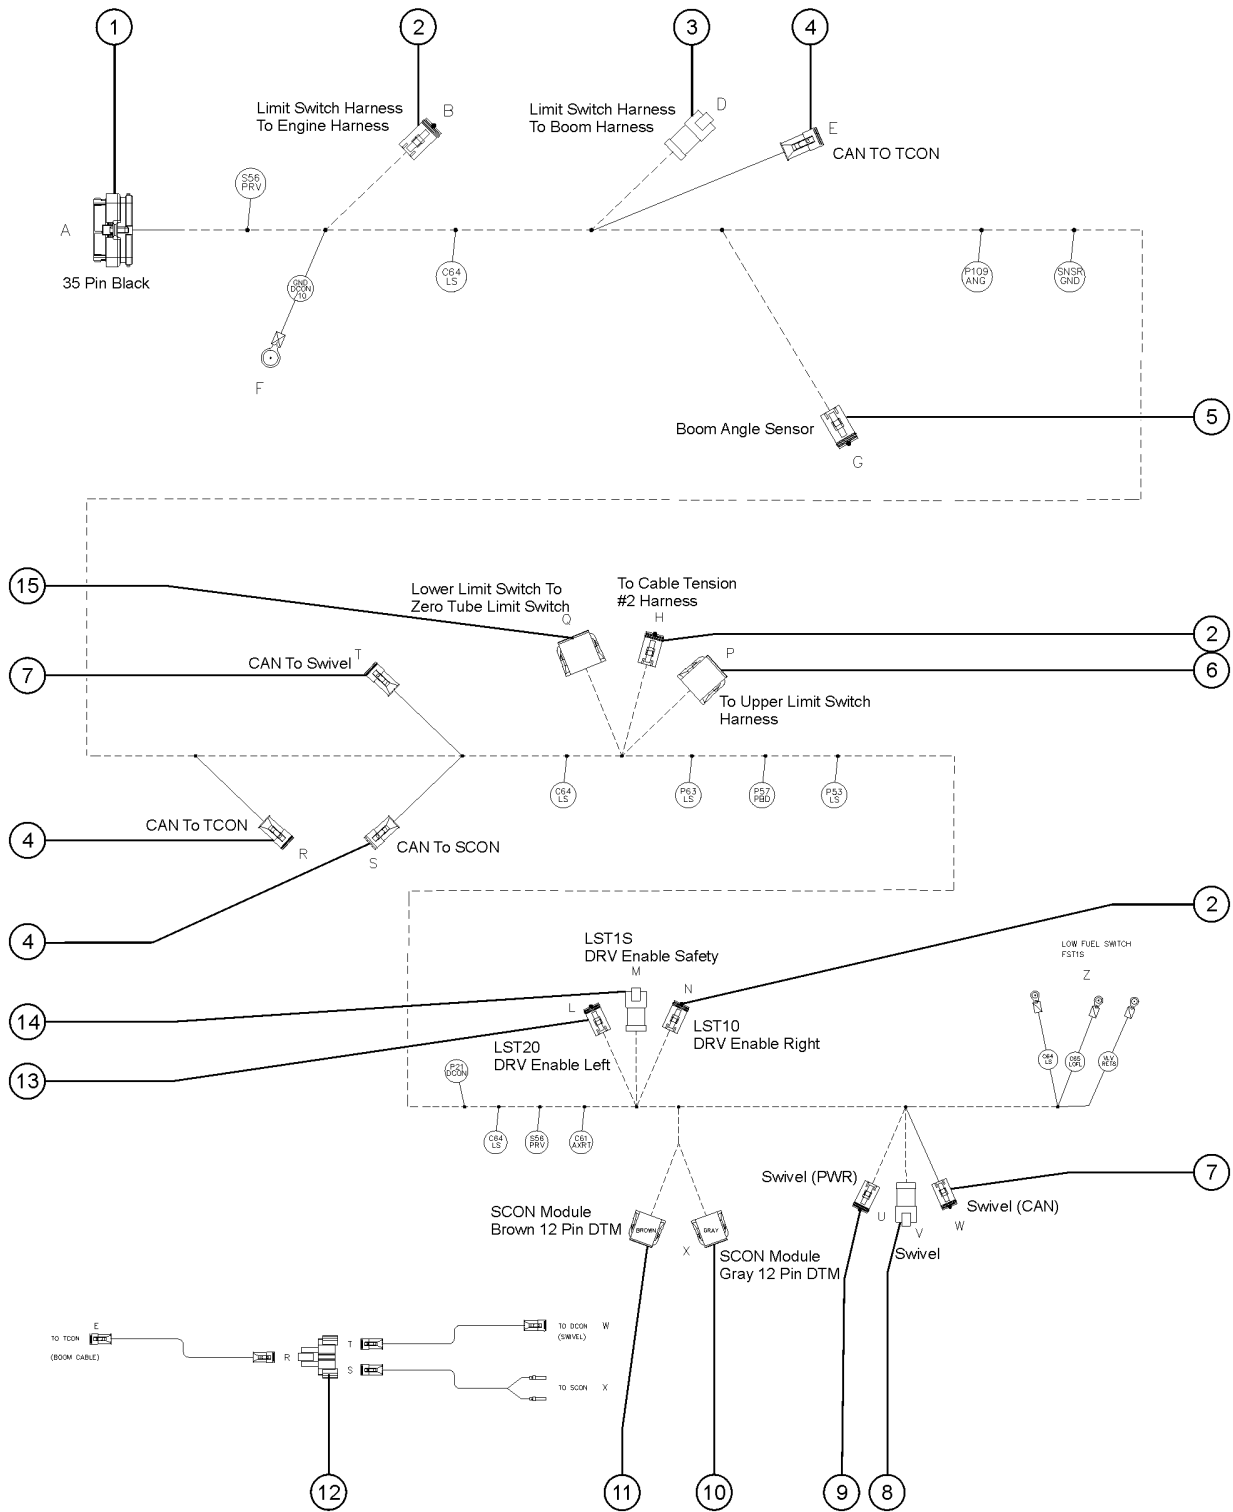 1
2
3
4
Limit Switch Harness
To Engine Harness
B
Limit Switch Harness
To Boom Harness
D
E
CAN TO TCON
S56
PRV
A
35 Pin Black
GND
DCON
10
F
C64
LS
P109
ANG
SNSR
GND
Boom Angle Sensor
G
5
15
Lower Limit Switch To
Zero Tube Limit Switch
Q
To Cable Tension
#2 Harness
H
2
P
6
7
CAN To Swivel
T
To Upper Limit Switch
Harness
C64
LS
P63
LS
P57
PBD
P53
LS
4
CAN To TCON
R
S
CAN To SCON
4
2
LST1S
DRV Enable Safety
M
LOW FUEL SWITCH
FST1S
Z
14
L
N
LST20
DRV Enable Left
LST10
DRV Enable Right
13
P21
DCON
C64
LS
S56
PRV
C61
AXRT
C64
LS
LOFL
VLV
RET
7
Swivel (PWR)
U
V
W
Swivel (CAN)
Swivel
SCON Module
Brown 12 Pin DTM
BROWN
GRAY
X
SCON Module
Gray 12 Pin DTM
E
TO TCON
(BOOM CABLE)
R
T
S
TO DCON
(SWIVEL)
W
TO SCON
X
12
11
10
9
8